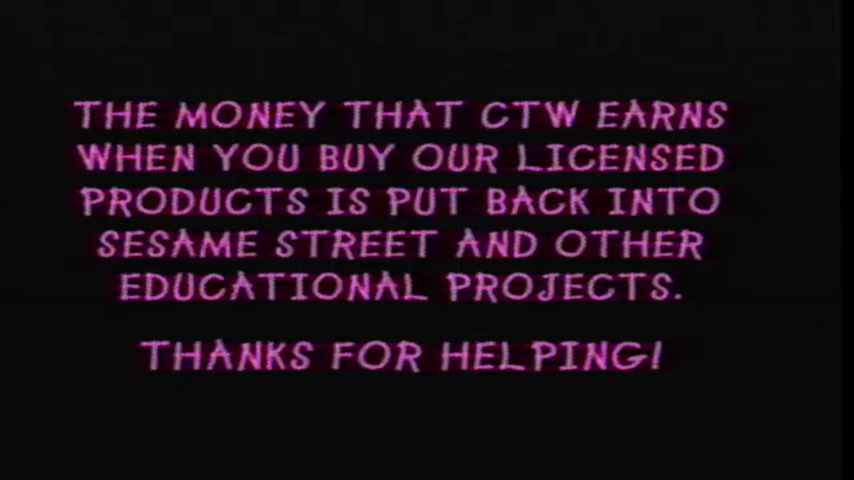 THE MONEY THAT CTW EARNS
WHEN YOU BUY OUR LICENSED
PRODUCTS IS PUT BACK INTO
SESAME STREET AND OTHER
EDUCATIONAL PROJECTS.
THANKS FOR HELPING!